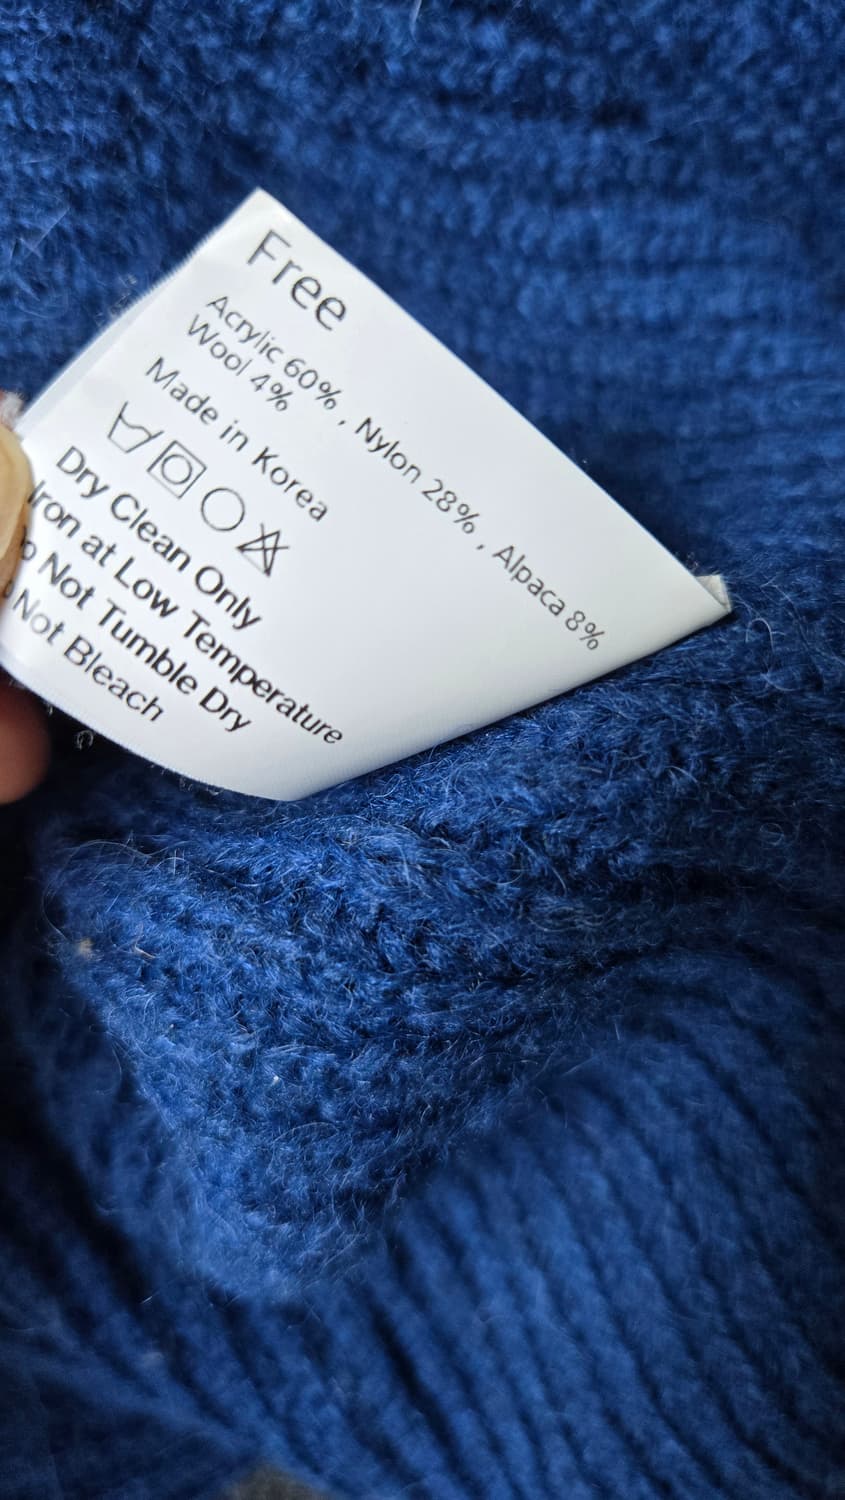 Free
Acrylic 60% , Nylon 28% , Alpaca 8%
Wool 4%
Made in Korea
Dry Clean Only
Iron at Low Temperature
Not Tumble Dry
Not Bleach